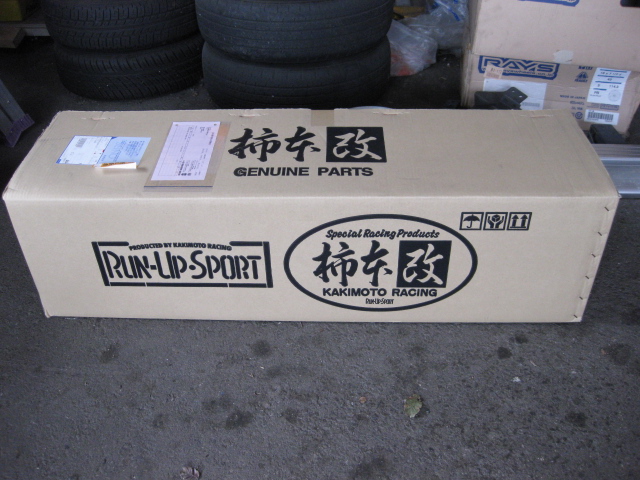 RAYS
柿本改
GENUINE PARTS
PRODUCTED BY KAKIMOTO RACING
RUN-UP-SPORT
Special Racing Products
柿本改
KAKIMOTO RACING
RUN-UP-SPORT